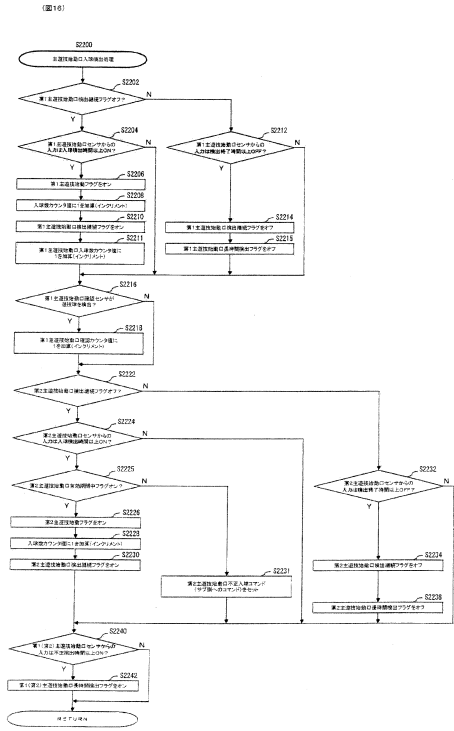 (図16)
S2200
主遊技始動口入球検出処理
S2202
第1主遊技始動口検出継続フラグオフ?
N
Y
S2204
第1主遊技始動口センサからの
入力は入球検出時間以上ON?
N
Y
S2212
第1主遊技始動口センサからの
入力は検出終了時間以上OFF?
N
Y
S2206
第1主遊技始動フラグをオン
S2208
入球数カウンタ値に1を加算(インクリメント)
S2210
第1主遊技始動口検出継続フラグをオン
S2211
第1主遊技始動口入球数カウンタ値に
1を加算(インクリメント)
S2214
第1主遊技始動口検出継続フラグをオフ
S2215
第1主遊技始動口長時間検出フラグをオフ
S2216
第1主遊技始動口確認センサが
遊技球を検出?
N
Y
S2218
第1主遊技始動口確認カウンタ値に
1を加算(インクリメント)
S2222
第2主遊技始動口検出継続フラグオフ?
N
Y
S2224
第2主遊技始動口センサからの
入力は入球検出時間以上ON?
N
Y
S2225
第2主遊技始動口有効期間中フラグオン?
N
Y
S2232
第2主遊技始動口センサからの
入力は検出終了時間以上OFF?
N
Y
S2226
第2主遊技始動フラグをオン
S2228
入球数カウンタ値に1を加算(インクリメント)
S2230
第2主遊技始動口検出継続フラグをオン
S2231
第2主遊技始動口不正入球コマンド
(サブ側へのコマンド)をセット
S2234
第2主遊技始動口検出継続フラグをオフ
S2236
第2主遊技始動口長時間検出フラグをオフ
S2240
第1(第2)主遊技始動口センサからの
入力は不正検出時間以上ON?
N
Y
S2242
第1(第2)主遊技始動口長時間検出フラグをオン
RETURN